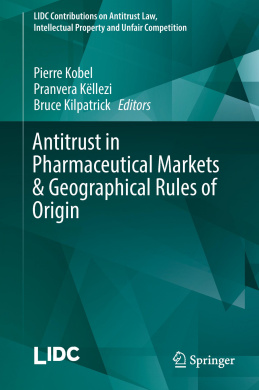 LIDC Contributions on Antitrust Law,
Intellectual Property and Unfair Competition
Pierre Kobel
Pranvera Këllezi
Bruce Kilpatrick Editors
Antitrust in
Pharmaceutical Markets
& Geographical Rules of
Origin
LIDC
Springer